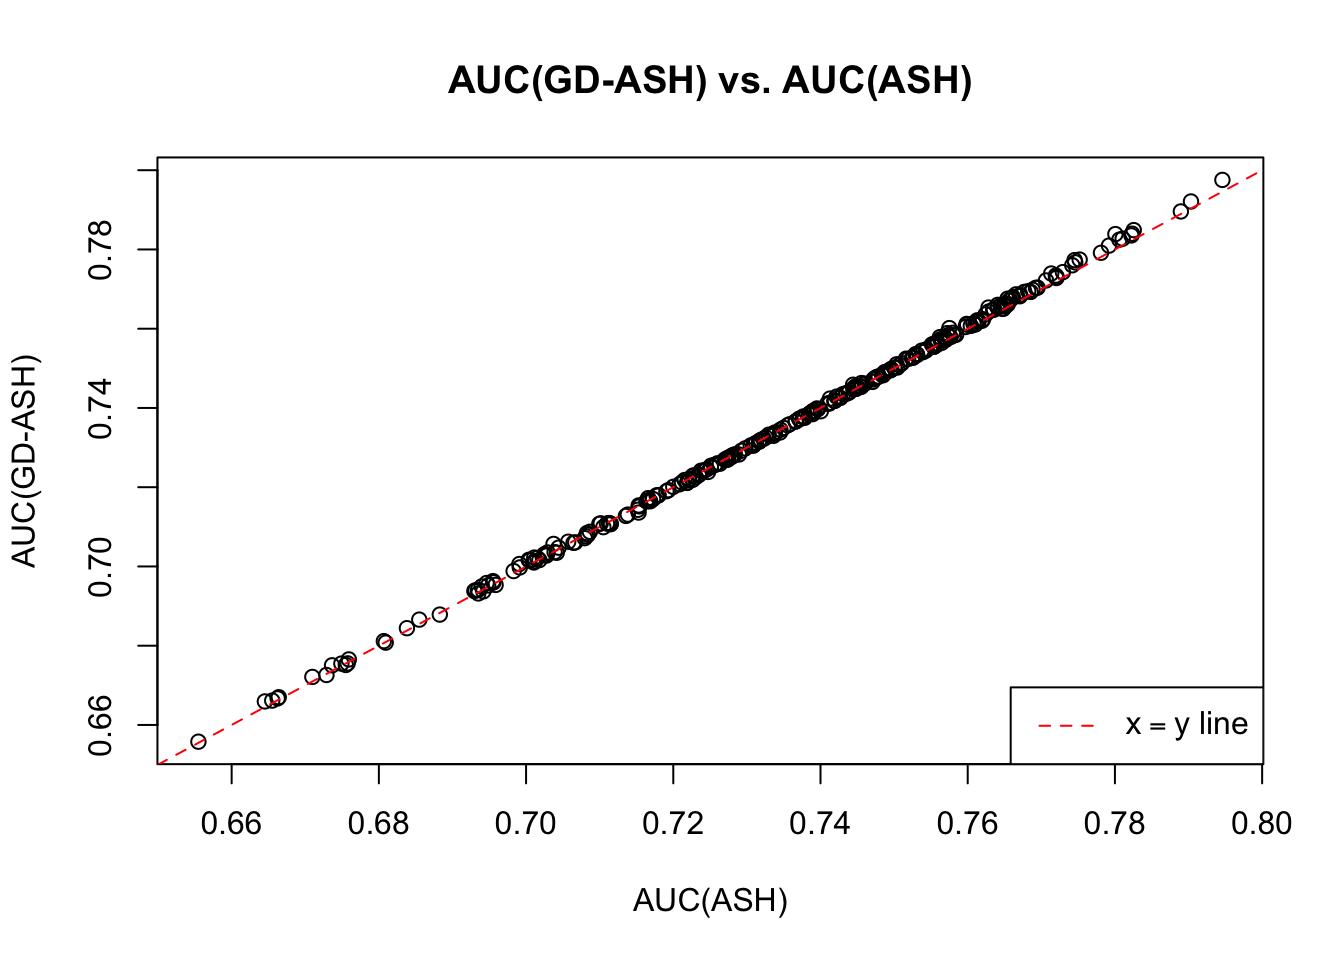 AUC(GD-ASH) vs. AUC(ASH)
AUC(GD-ASH)
0.78
0.74
0.70
0.66
x = y line
0.66 0.68 0.70 0.72 0.74 0.76 0.78 0.80
AUC(ASH)